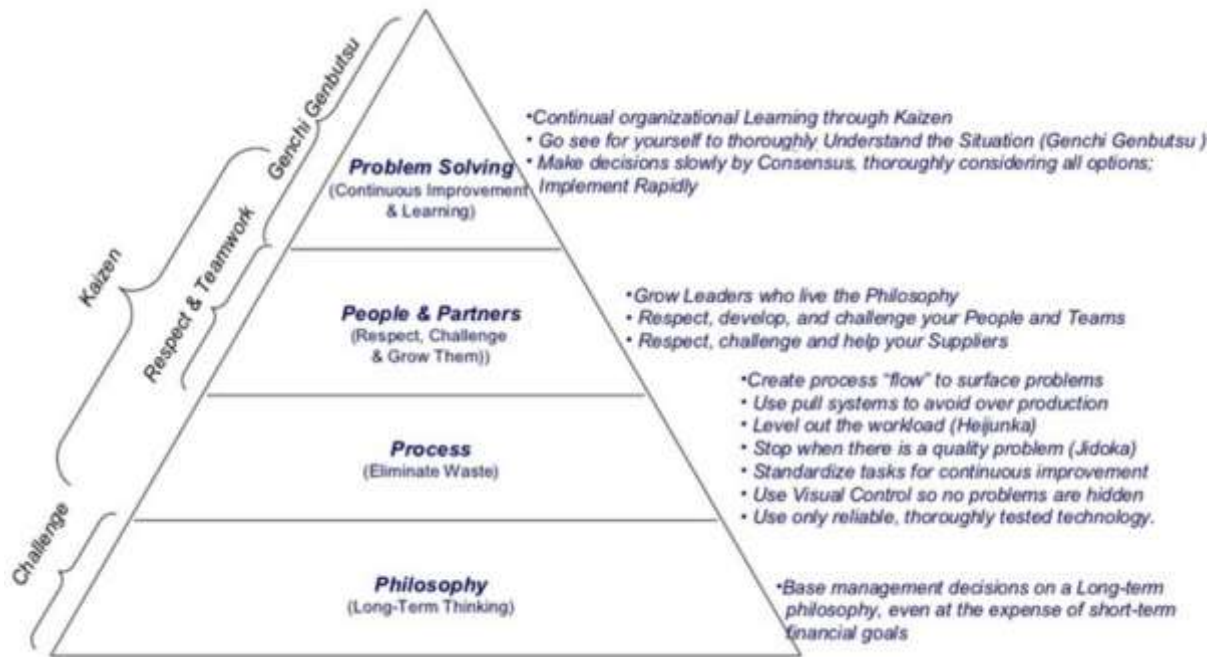 Genchi Genbutsu
Kaizen
Respect & Teamwork
Challenge
Problem Solving
(Continuous Improvement
& Learning)
•Continual organizational Learning through Kaizen
• Go see for yourself to thoroughly Understand the Situation (Genchi Genbutsu )
• Make decisions slowly by Consensus, thoroughly considering all options;
Implement Rapidly
People & Partners
(Respect, Challenge
& Grow Them))
•Grow Leaders who live the Philosophy
• Respect, develop, and challenge your People and Teams
• Respect, challenge and help your Suppliers
Process
(Eliminate Waste)
•Create process “flow” to surface problems
• Use pull systems to avoid over production
• Level out the workload (Heijunka)
• Stop when there is a quality problem (Jidoka)
• Standardize tasks for continuous improvement
• Use Visual Control so no problems are hidden
• Use only reliable, thoroughly tested technology.
Philosophy
(Long-Term Thinking)
•Base management decisions on a Long-term
philosophy, even at the expense of short-term
financial goals